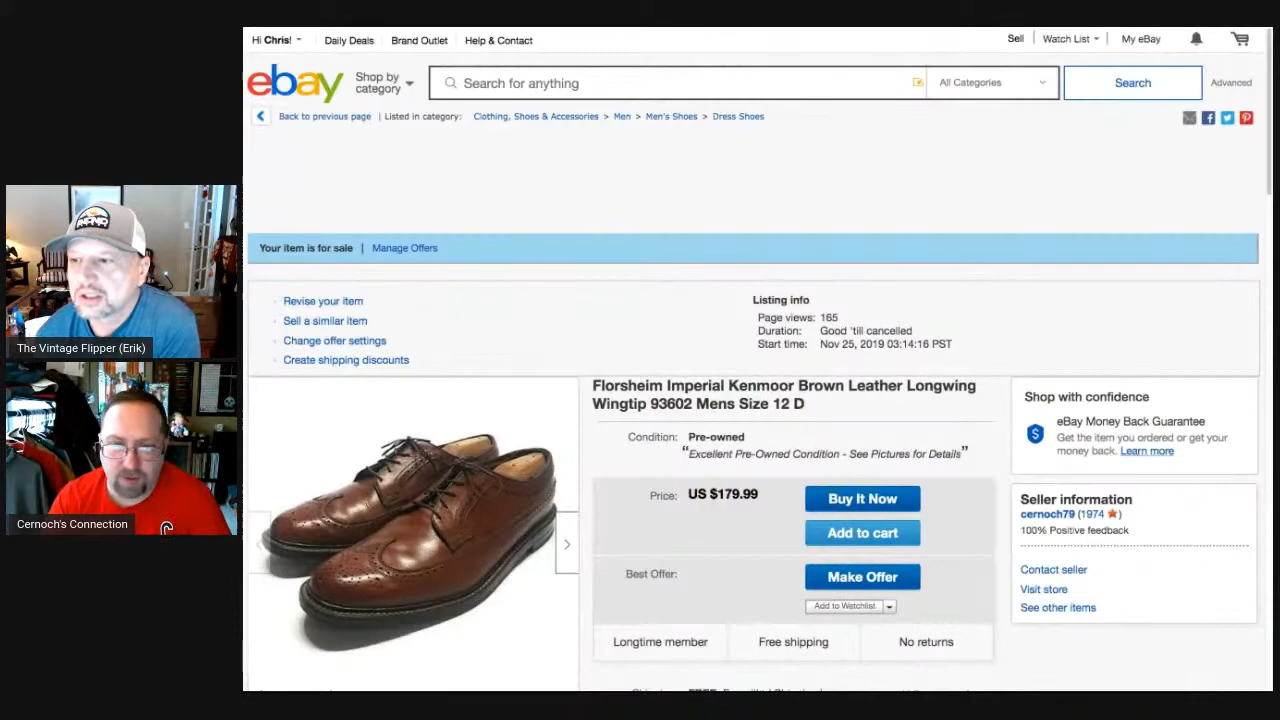 Hi Chris!
Daily Deals
Brand Outlet
Help & Contact
Sell
Watch List
My eBay
ebay
Shop by category
Search for anything
All Categories
Search
Advanced
Back to previous page | Listed in category: Clothing, Shoes & Accessories > Men > Men's Shoes > Dress Shoes
Your item is for sale | Manage Offers
Revise your item
Sell a similar item
Change offer settings
Create shipping discounts
Listing info
Page views: 165
Duration: Good 'till cancelled
Start time: Nov 25, 2019 03:14:16 PST
The Vintage Flipper (Erik)
Cernoch's Connection
Florsheim Imperial Kenmoor Brown Leather Longwing
Wingtip 93602 Mens Size 12 D
Condition: Pre-owned
“Excellent Pre-Owned Condition - See Pictures for Details”
Price: US $179.99
Buy It Now
Add to cart
Best Offer:
Make Offer
Add to Watchlist
Longtime member
Free shipping
No returns
Shop with confidence
eBay Money Back Guarantee
Get the item you ordered or get your
money back. Learn more
Seller information
cernoch79 (1974 )
100% Positive feedback
Contact seller
Visit store
See other items